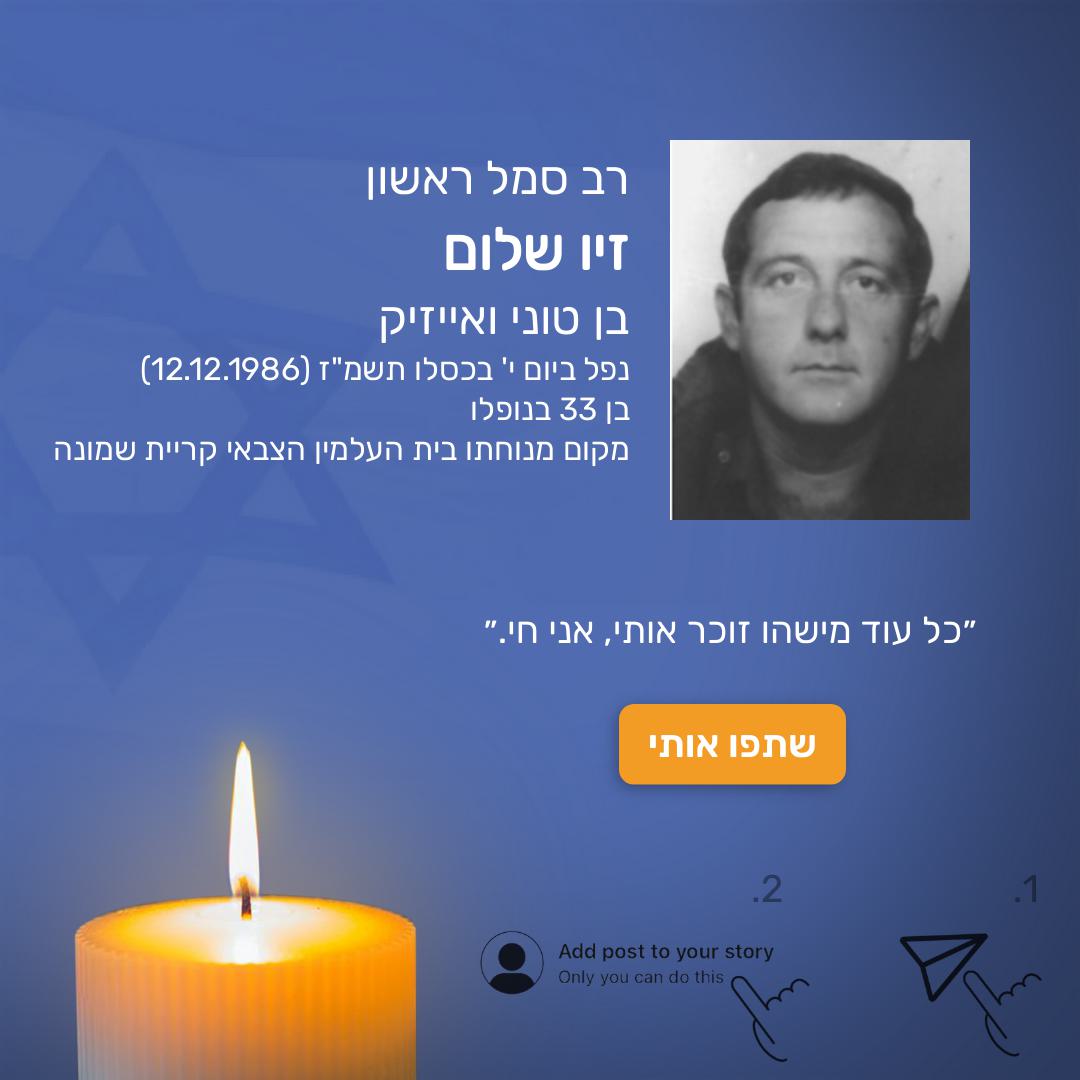 רב סמל ראשון
זיו שלום
בן טוני ואייזיק
נפל ביום י' בכסלו תשמ"ז (12.12.1986)
בן 33 בנופלו
מקום מנוחתו בית העלמין הצבאי קריית שמונה
״כל עוד מישהו זוכר אותי, אני חי.״
שתפו אותי
1.
2.
Add post to your story
Only you can do this